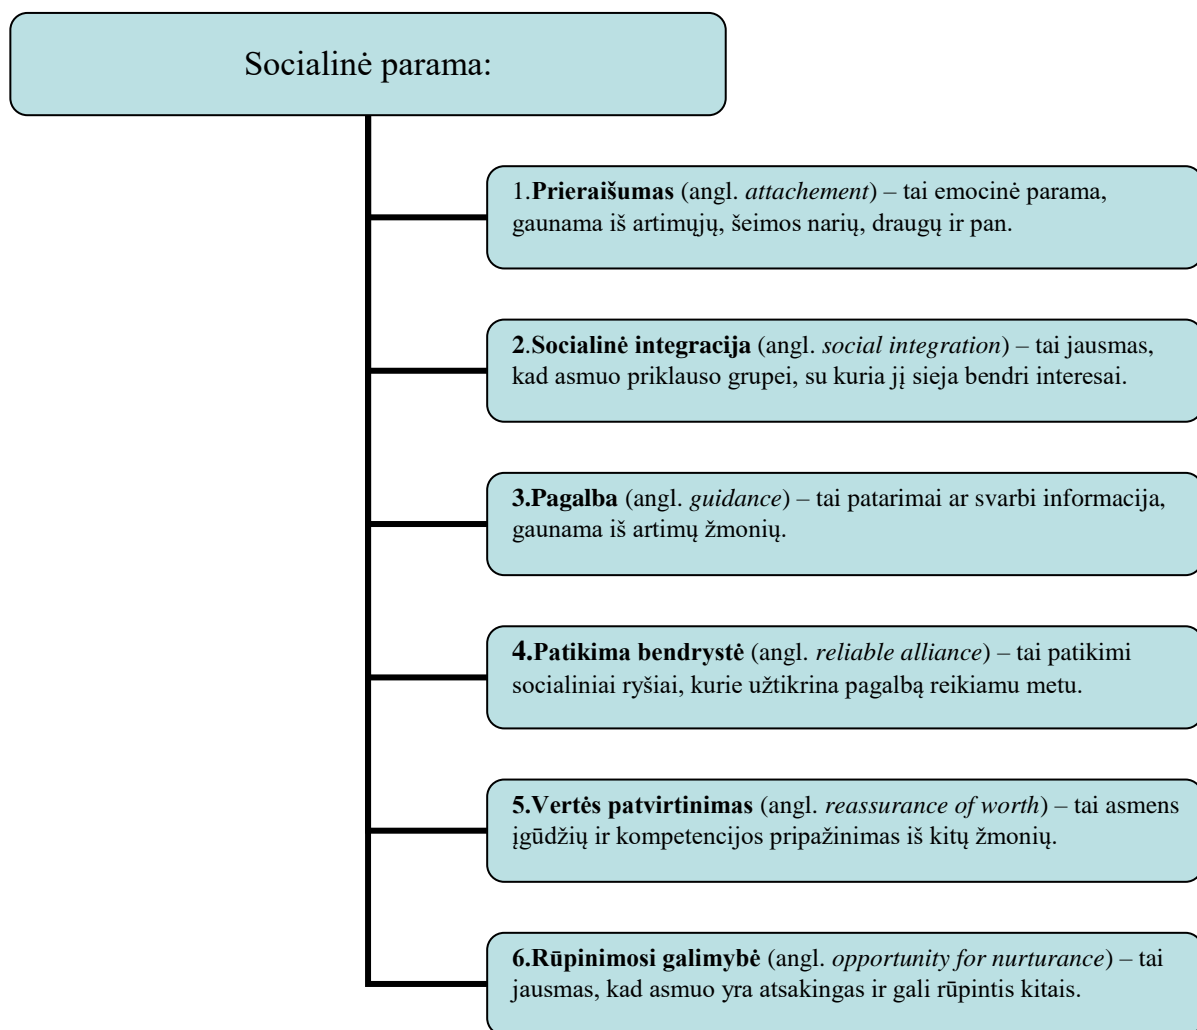 Socialinė parama:
1.Prieraišumas (angl. attachement) – tai emocinė parama,
gaunama iš artimųjų, šeimos narių, draugų ir pan.
2.Socialinė integracija (angl. social integration) – tai jausmas,
kad asmuo priklauso grupei, su kuria jį sieja bendri interesai.
3.Pagalba (angl. guidance) – tai patarimai ar svarbi informacija,
gaunama iš artimų žmonių.
4.Patikima bendrystė (angl. reliable alliance) – tai patikimi
socialiniai ryšiai, kurie užtikrina pagalbą reikiamu metu.
5.Vertės patvirtinimas (angl. reassurance of worth) – tai asmens
įgūdžių ir kompetencijos pripažinimas iš kitų žmonių.
6.Rūpinimosi galimybė (angl. opportunity for nurturance) – tai
jausmas, kad asmuo yra atsakingas ir gali rūpintis kitais.